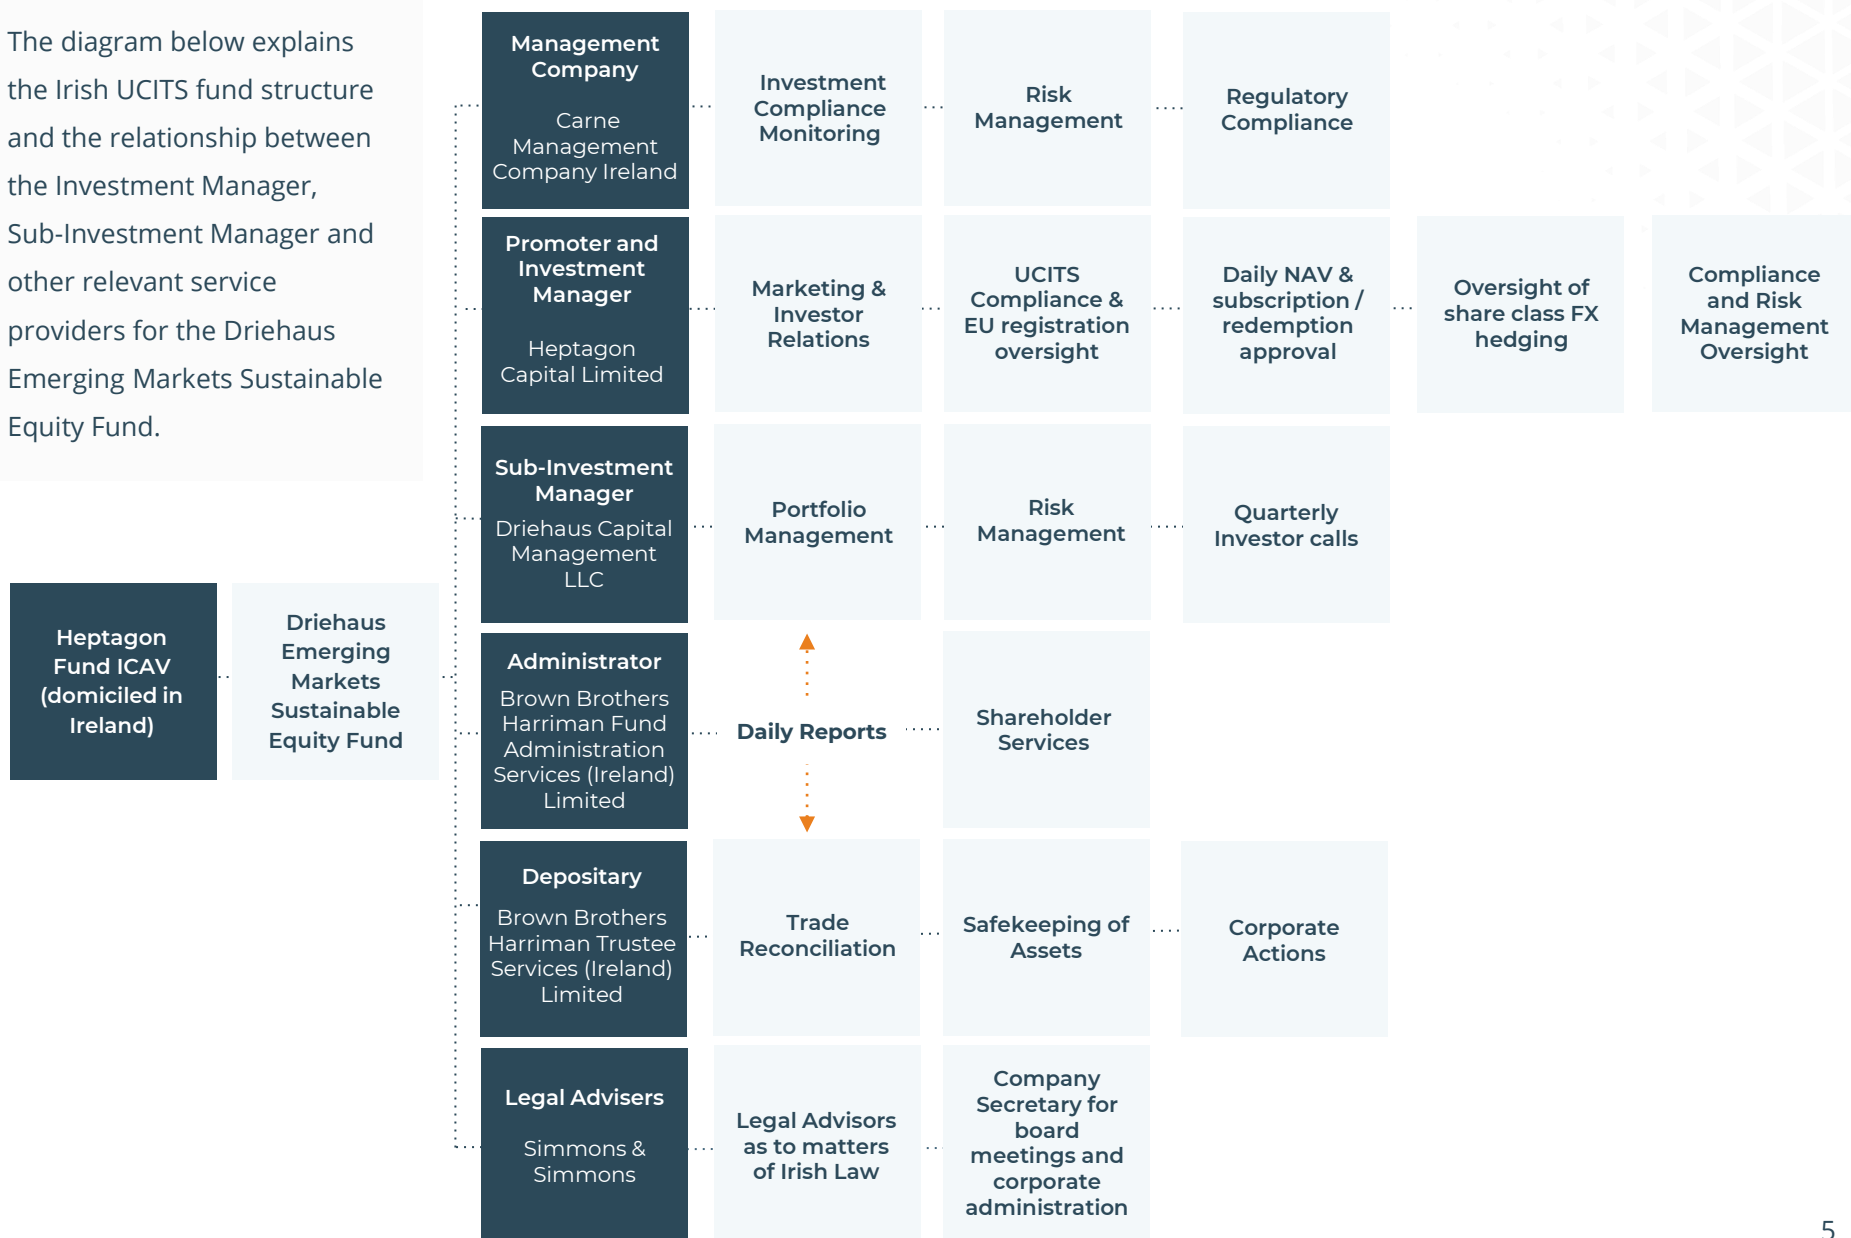 The diagram below explains
the Irish UCITS fund structure
and the relationship between
the Investment Manager,
Sub-Investment Manager and
other relevant service
providers for the Driehaus
Emerging Markets Sustainable
Equity Fund.
Heptagon
Fund ICAV
(domiciled in
Ireland)
Driehaus
Emerging
Markets
Sustainable
Equity Fund
Management
Company
Carne
Management
Company Ireland
Investment
Compliance
Monitoring
Risk
Management
Regulatory
Compliance
Promoter and
Investment
Manager
Heptagon
Capital Limited
Marketing &
Investor
Relations
UCITS
Compliance &
EU registration
oversight
Daily NAV &
subscription /
redemption
approval
Oversight of
share class FX
hedging
Compliance
and Risk
Management
Oversight
Sub-Investment
Manager
Driehaus Capital
Management
LLC
Portfolio
Management
Risk
Management
Quarterly
Investor calls
Administrator
Brown Brothers
Harriman Fund
Administration
Services (Ireland)
Limited
Daily Reports
Shareholder
Services
Depositary
Brown Brothers
Harriman Trustee
Services (Ireland)
Limited
Trade
Reconciliation
Safekeeping of
Assets
Corporate
Actions
Legal Advisers
Simmons &
Simmons
Legal Advisors
as to matters
of Irish Law
Company
Secretary for
board
meetings and
corporate
administration
5